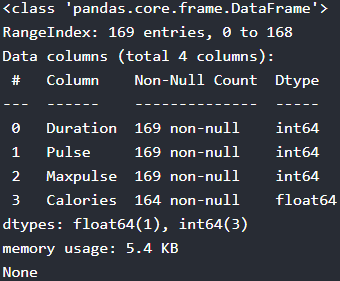 <class 'pandas.core.frame.DataFrame'>
RangeIndex: 169 entries, 0 to 168
Data columns (total 4 columns):
 #   Column    Non-Null Count  Dtype
---  ------    --------------  -----
 0   Duration  169 non-null    int64
 1   Pulse     169 non-null    int64
 2   Maxpulse  169 non-null    int64
 3   Calories  164 non-null    float64
dtypes: float64(1), int64(3)
memory usage: 5.4 KB
None